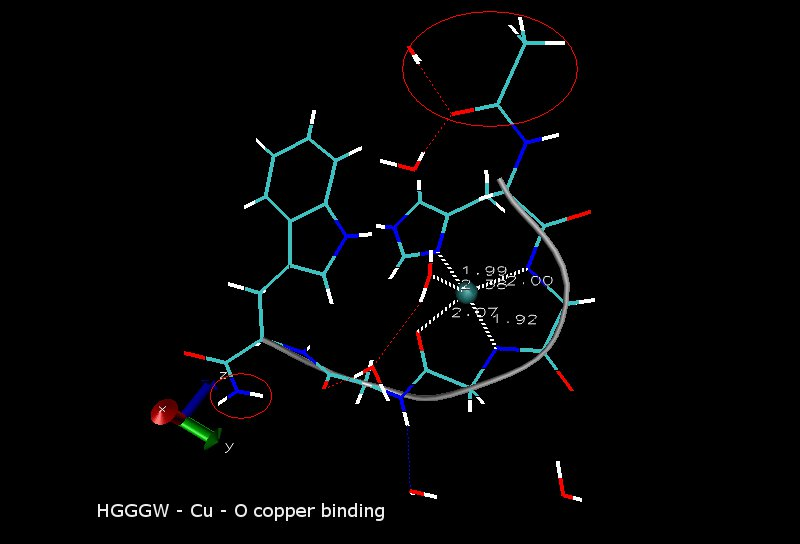 1.99
2.00
2.07
1.92
z
x
y
HGGGW - Cu - O copper binding